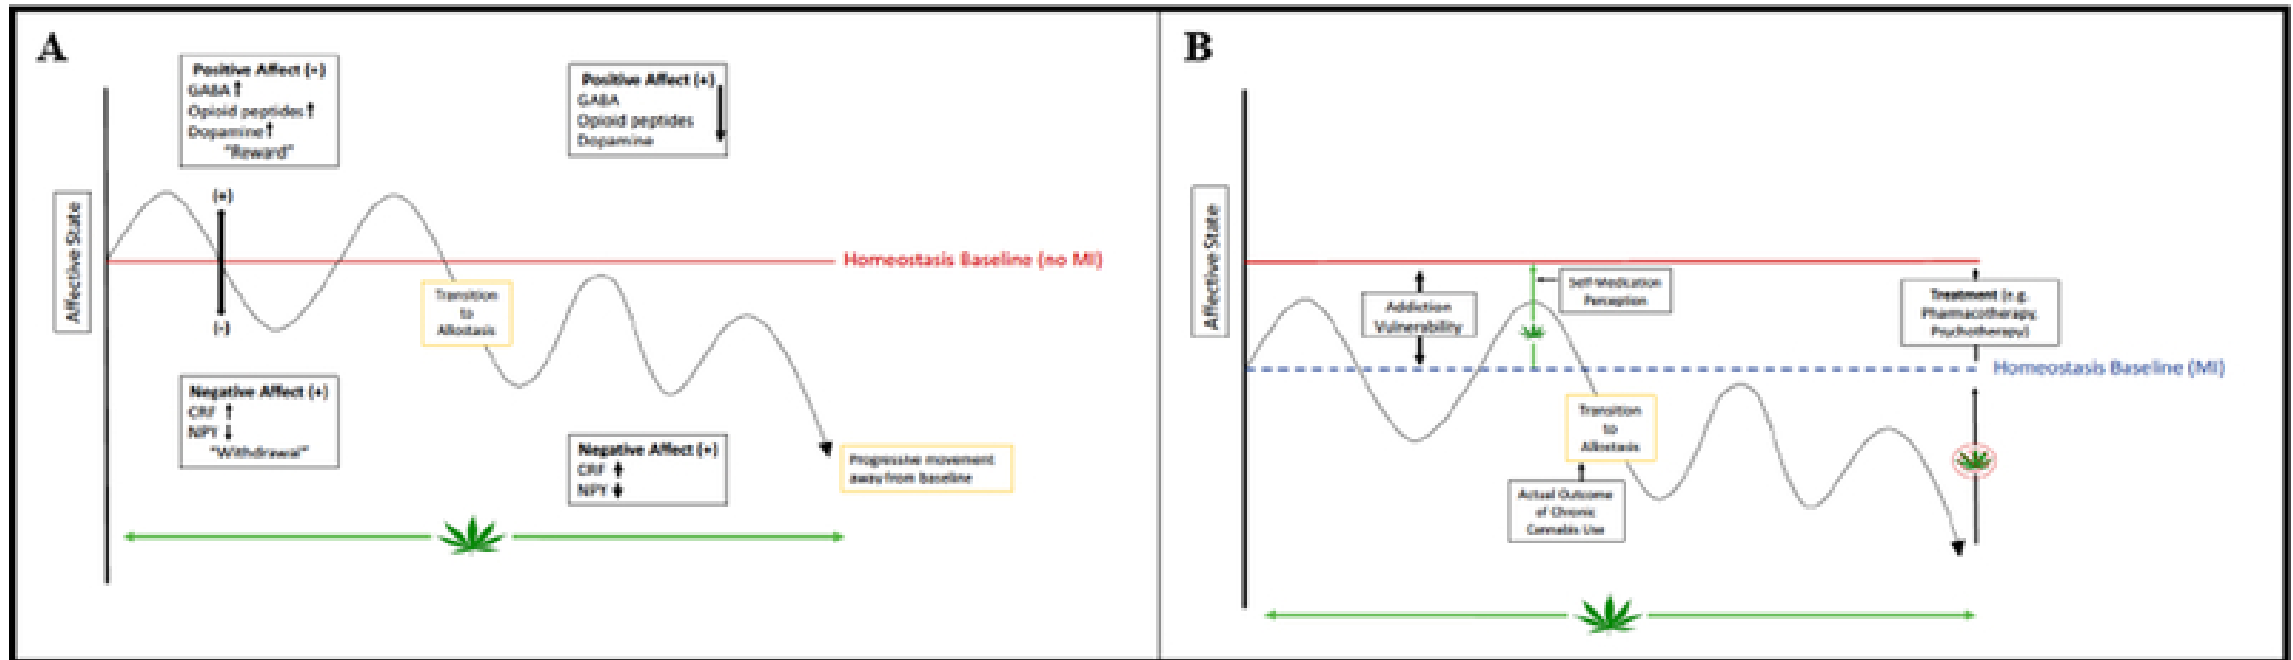 A
Positive Affect (+)
GABA ↑
Opioid peptides ↑
Dopamine ↑
"Reward"
Positive Affect (+)
GABA
Opioid peptides
Dopamine
Affective State
(+)
(-)
Homeostasis Baseline (no MI)
Transition
to
Allostasis
Negative Affect (+)
CRF ↑
NPY ↓
"Withdrawal"
Negative Affect (+)
CRF
NPY
Progressive movement
away from baseline
B
Affective State
Addiction
Vulnerability
Self-Medication
Perception
Treatment (e.g.
Pharmacotherapy,
Psychotherapy)
Homeostasis Baseline (MI)
Transition
to
Allostasis
Actual Outcome
of Chronic
Cannabis Use